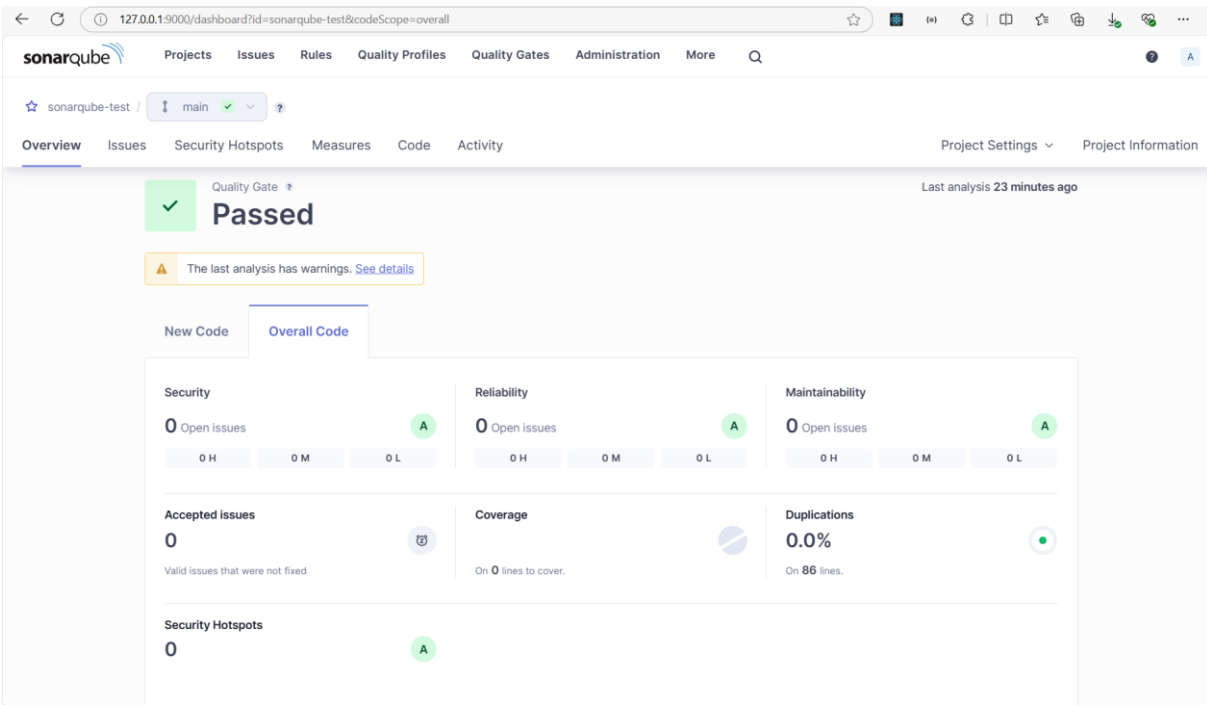 127.0.0.1:9000/dashboard?id=sonarqube-test&codeScope=overall
sonarqube Projects Issues Rules Quality Profiles Quality Gates Administration More ? A
sonarqube-test / main ?
Overview Issues Security Hotspots Measures Code Activity Project Settings Project Information
Quality Gate ? Last analysis 23 minutes ago
Passed
The last analysis has warnings. See details
New Code Overall Code
Security Reliability Maintainability
0 Open issues A 0 Open issues A 0 Open issues A
0 H 0 M 0 L 0 H 0 M 0 L 0 H 0 M 0 L
Accepted issues Coverage Duplications
0 0.0%
Valid issues that were not fixed On 0 lines to cover. On 86 lines.
Security Hotspots
0 A